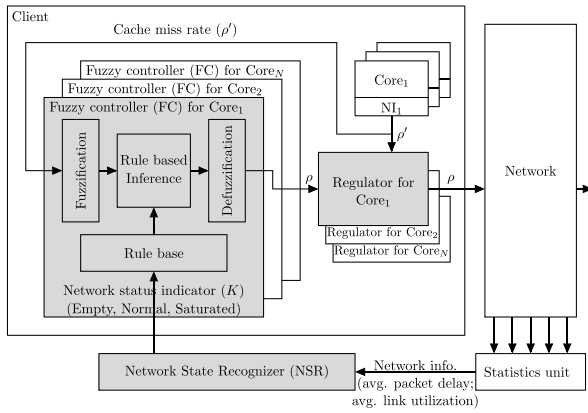 Client
Cache miss rate (ρ′)
Fuzzy controller (FC) for Core_N
Fuzzy controller (FC) for Core_2
Fuzzy controller (FC) for Core_1
Fuzzification
Rule based
Inference
Defuzzification
Rule base
Network status indicator (K)
(Empty, Normal, Saturated)
Core_1
NI_1
ρ′
ρ
Regulator for
Core_1
Regulator for Core_2
Regulator for Core_N
ρ
Network
Network State Recognizer (NSR)
Network info.
(avg. packet delay;
avg. link utilization)
Statistics unit